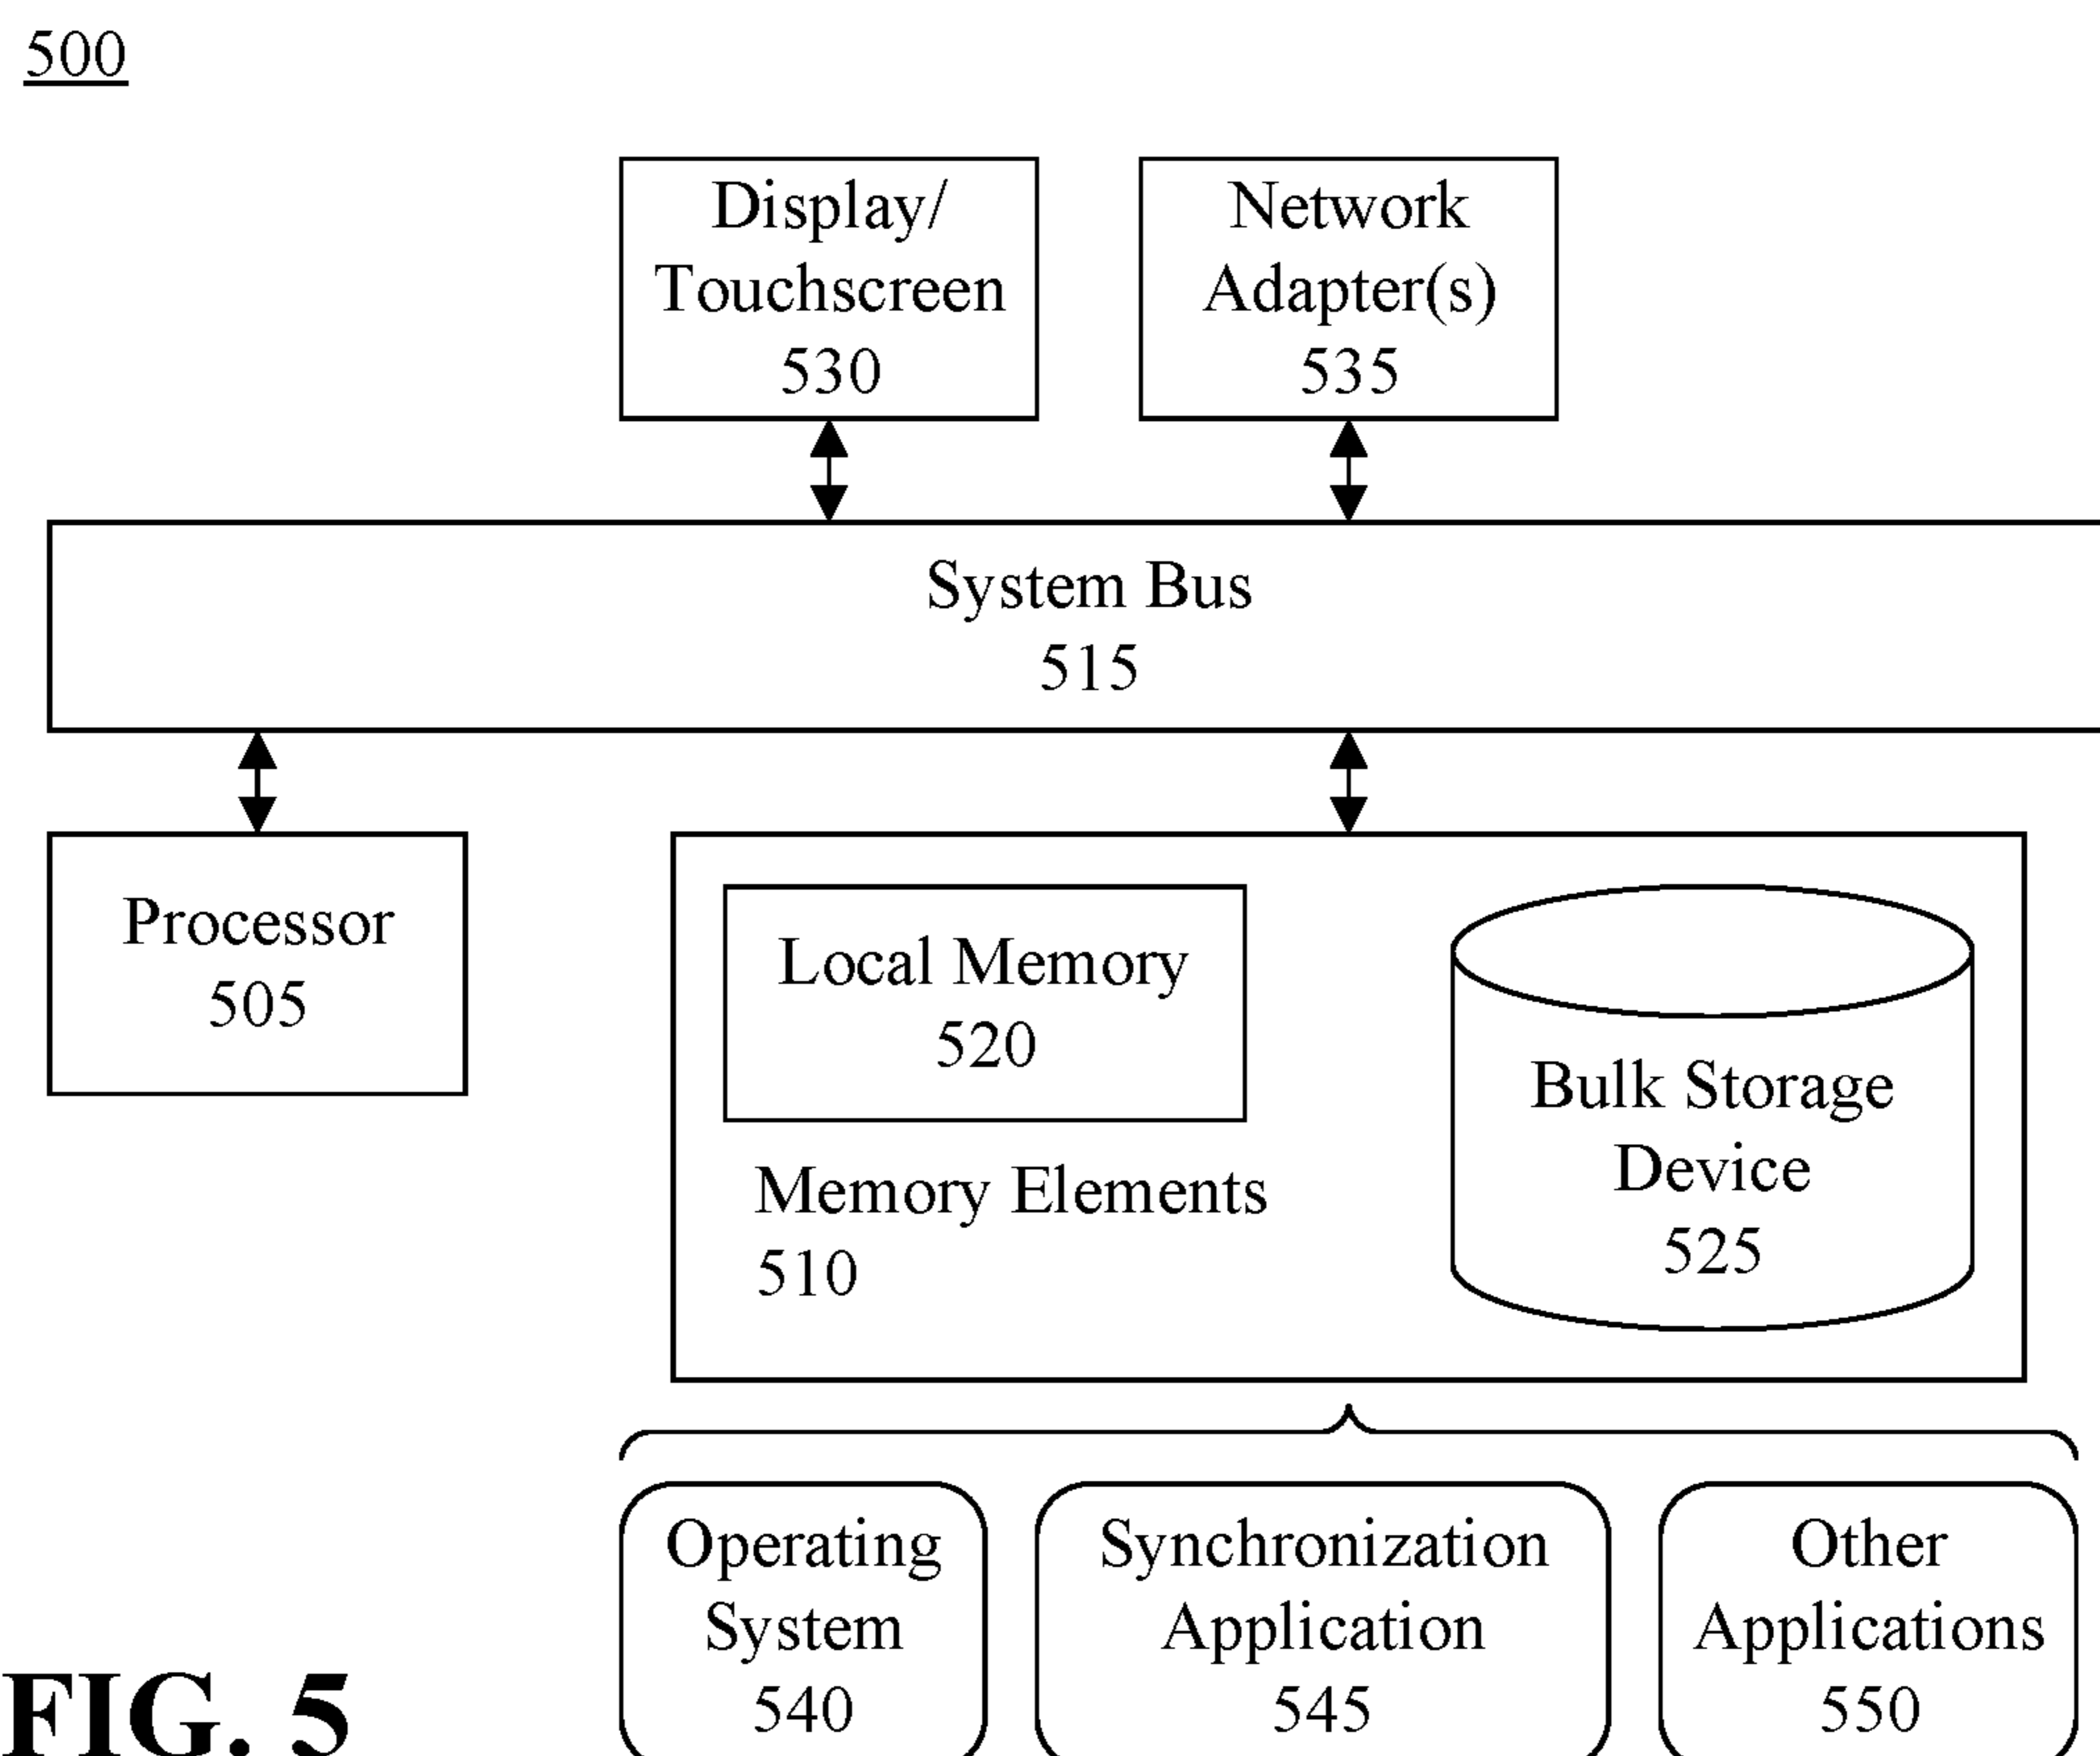 500
Display/
Touchscreen
530
Network
Adapter(s)
535
System Bus
515
Processor
505
Local Memory
520
Memory Elements
510
Bulk Storage
Device
525
Operating
System
540
Synchronization
Application
545
Other
Applications
550
FIG. 5